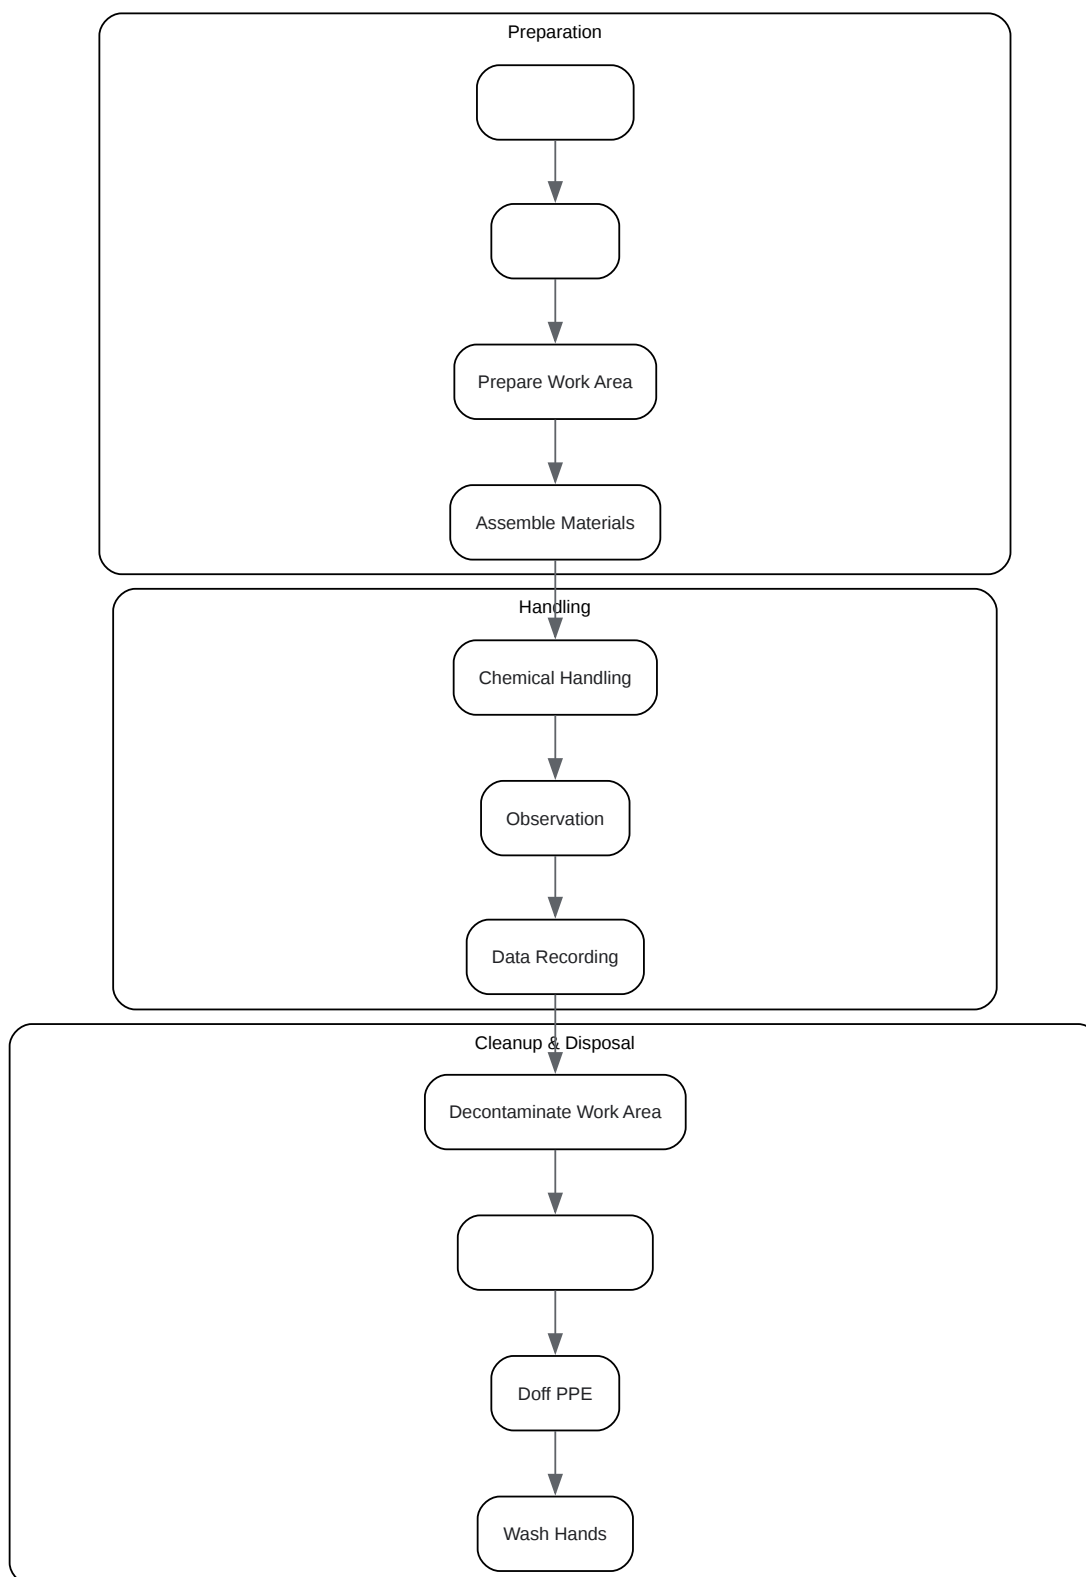 Preparation
Prepare Work Area
Assemble Materials
Handling
Chemical Handling
Observation
Data Recording
Cleanup & Disposal
Decontaminate Work Area
Doff PPE
Wash Hands